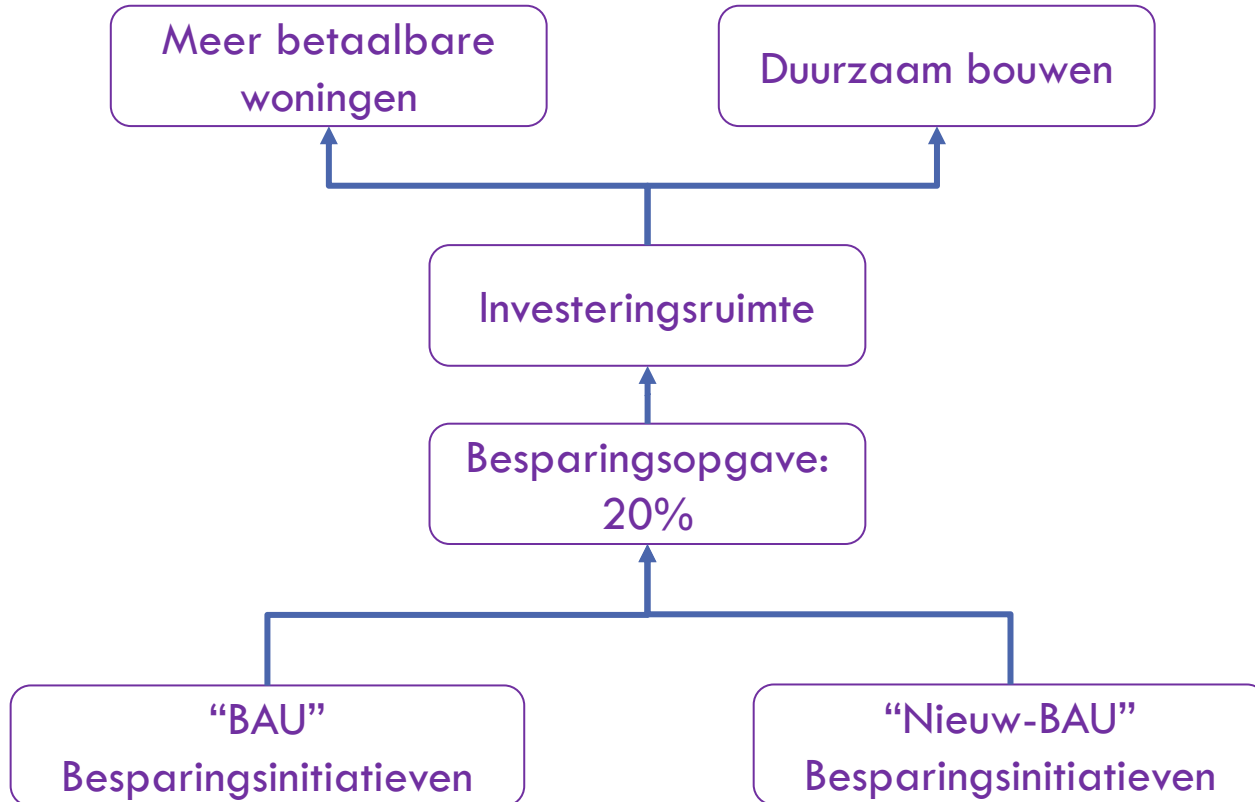 Meer betaalbare
woningen
Duurzaam bouwen
Investeringsruimte
Besparingsopgave:
20%
“BAU”
Besparingsinitiatieven
“Nieuw-BAU”
Besparingsinitiatieven